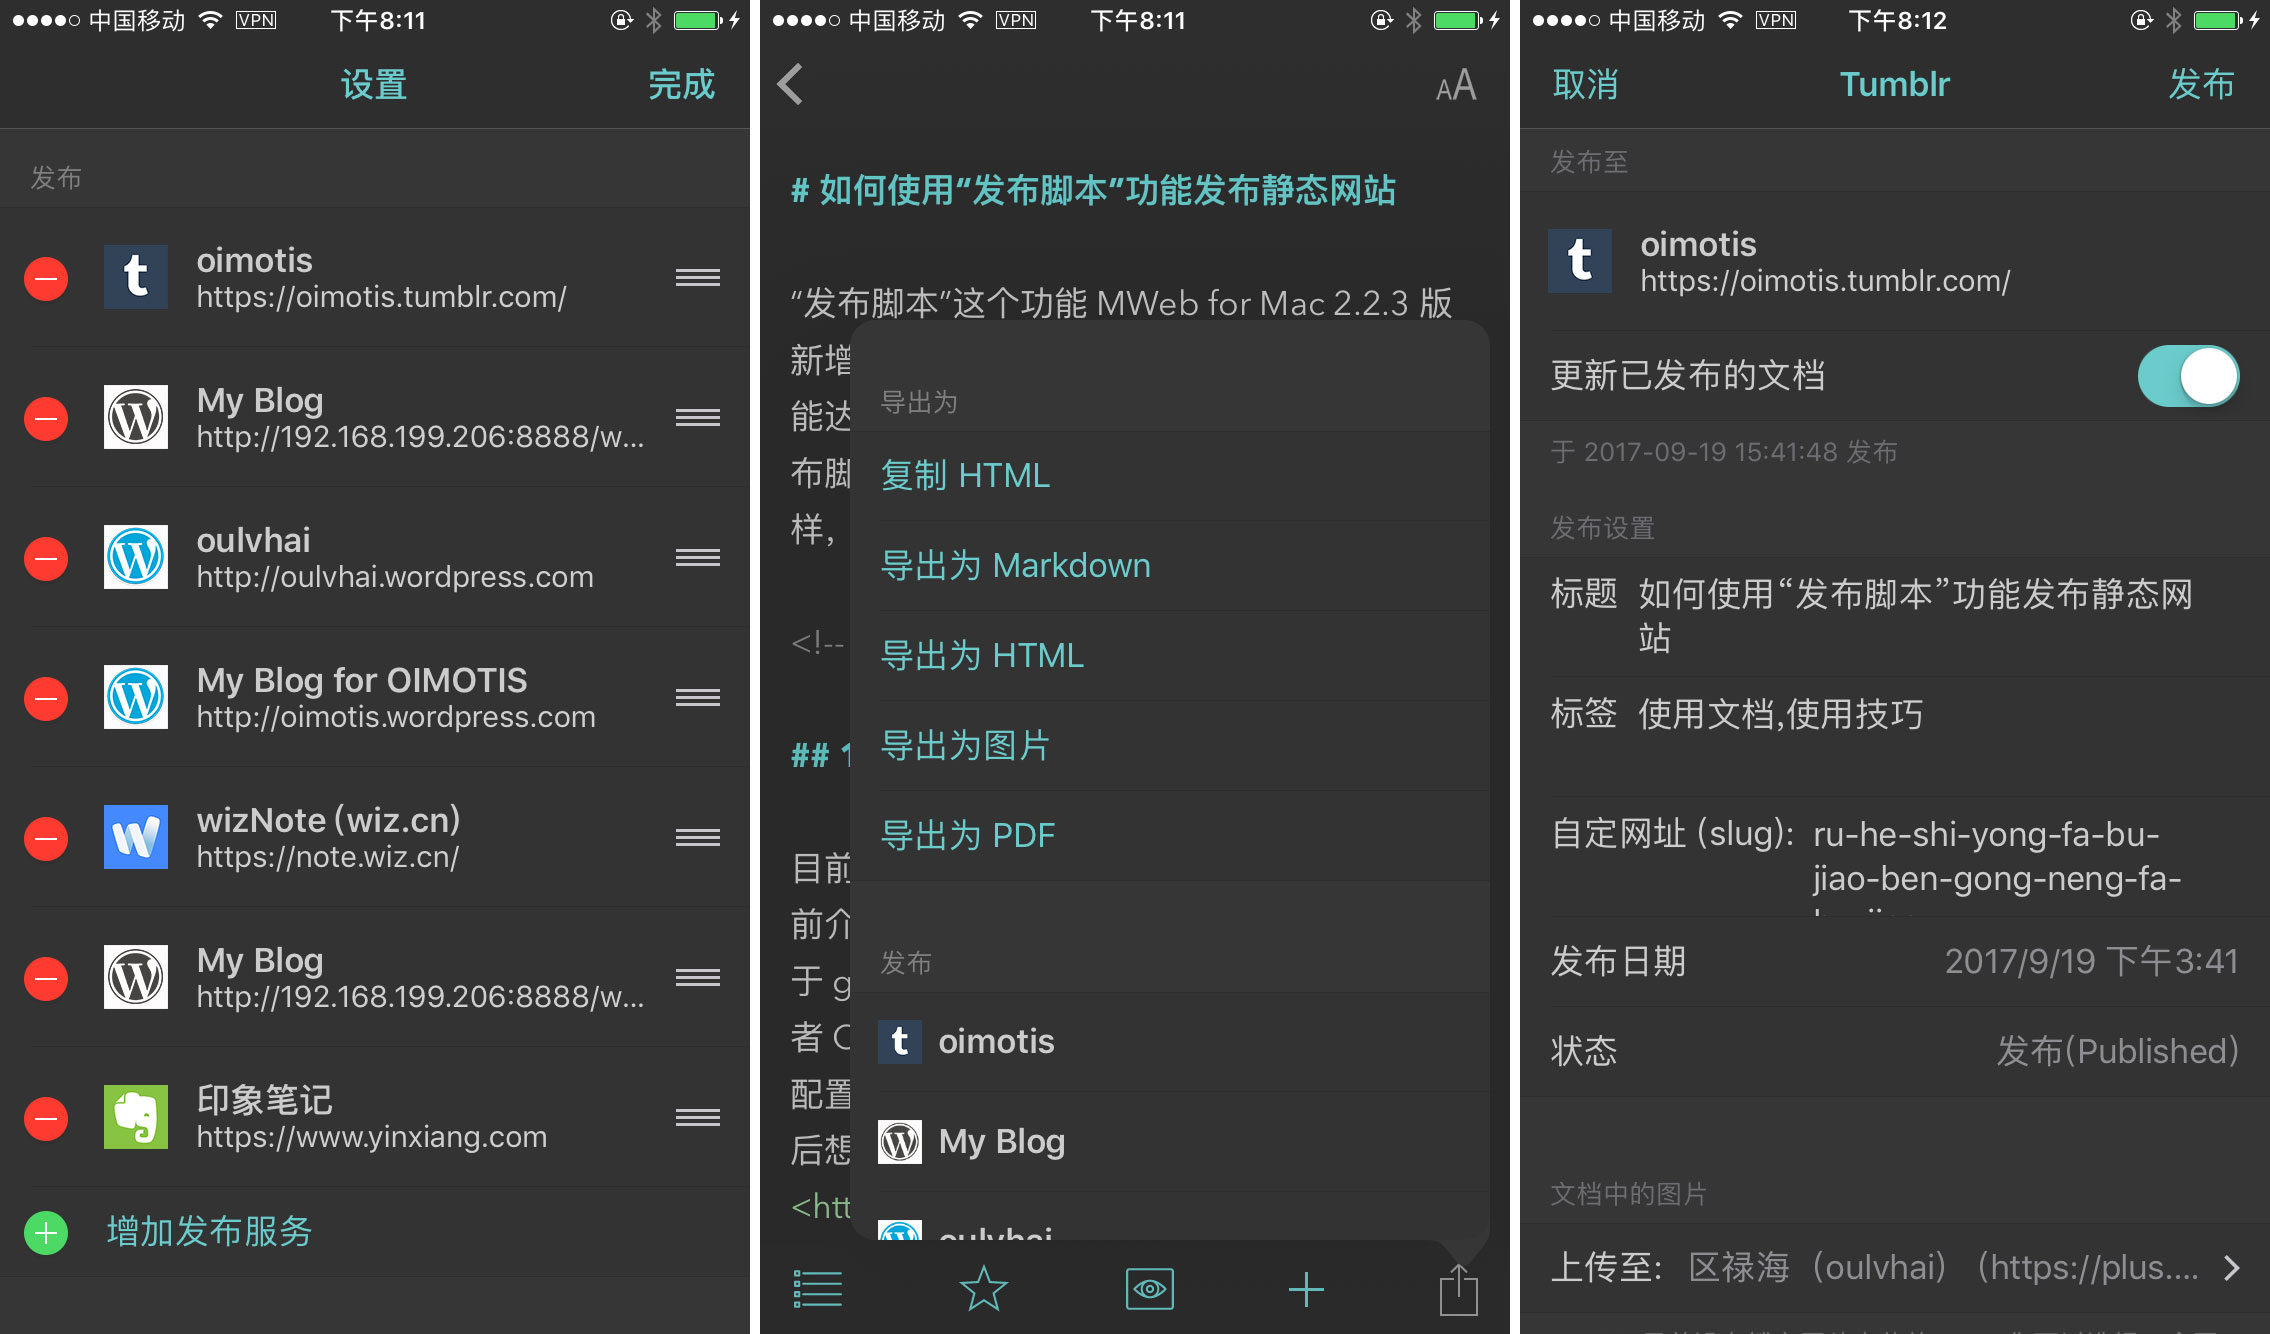 中国移动 VPN 下午8:11
设置 完成
发布
oimotis
https://oimotis.tumblr.com/
My Blog
http://192.168.199.206:8888/w...
oulvhai
http://oulvhai.wordpress.com
My Blog for OIMOTIS
http://oimotis.wordpress.com
wizNote (wiz.cn)
https://note.wiz.cn/
My Blog
http://192.168.199.206:8888/w...
印象笔记
https://www.yinxiang.com
增加发布服务
中国移动 VPN 下午8:11
AA
# 如何使用“发布脚本”功能发布静态网站
“发布脚本”这个功能 MWeb for Mac 2.2.3 版
新增
能达
布脚
样,
<!--
##
目前
前介
于 g
者
配置
后想
<htt
导出为
复制 HTML
导出为 Markdown
导出为 HTML
导出为图片
导出为 PDF
发布
oimotis
My Blog
oulvhai
中国移动 VPN 下午8:12
取消 Tumblr 发布
发布至
oimotis
https://oimotis.tumblr.com/
更新已发布的文档
于 2017-09-19 15:41:48 发布
发布设置
标题 如何使用“发布脚本”功能发布静态网
站
标签 使用文档,使用技巧
自定网址 (slug): ru-he-shi-yong-fa-bu-
jiao-ben-gong-neng-fa-
发布日期 2017/9/19 下午3:41
状态 发布(Published)
文档中的图片
上传至: 区禄海（oulvhai）（https://plus....